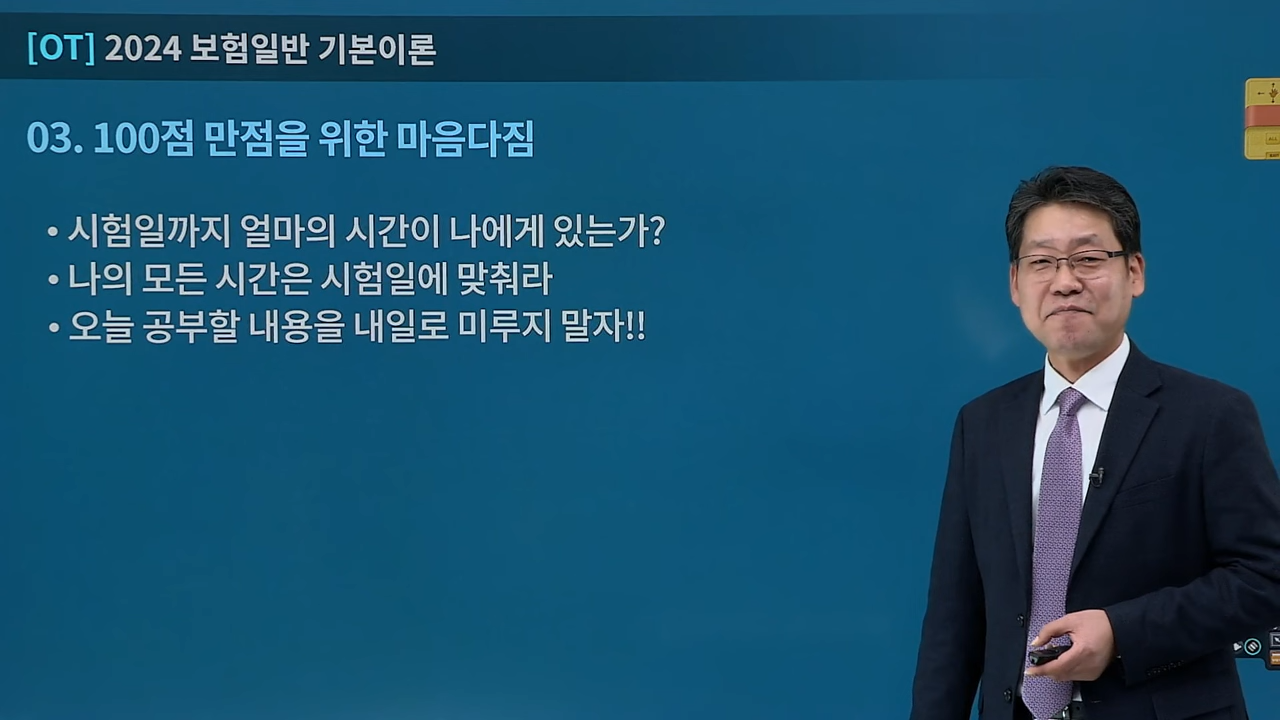 [OT] 2024 보험일반 기본이론
03. 100점 만점을 위한 마음다짐
• 시험일까지 얼마의 시간이 나에게 있는가?
• 나의 모든 시간은 시험일에 맞춰라
• 오늘 공부할 내용을 내일로 미루지 말자!!